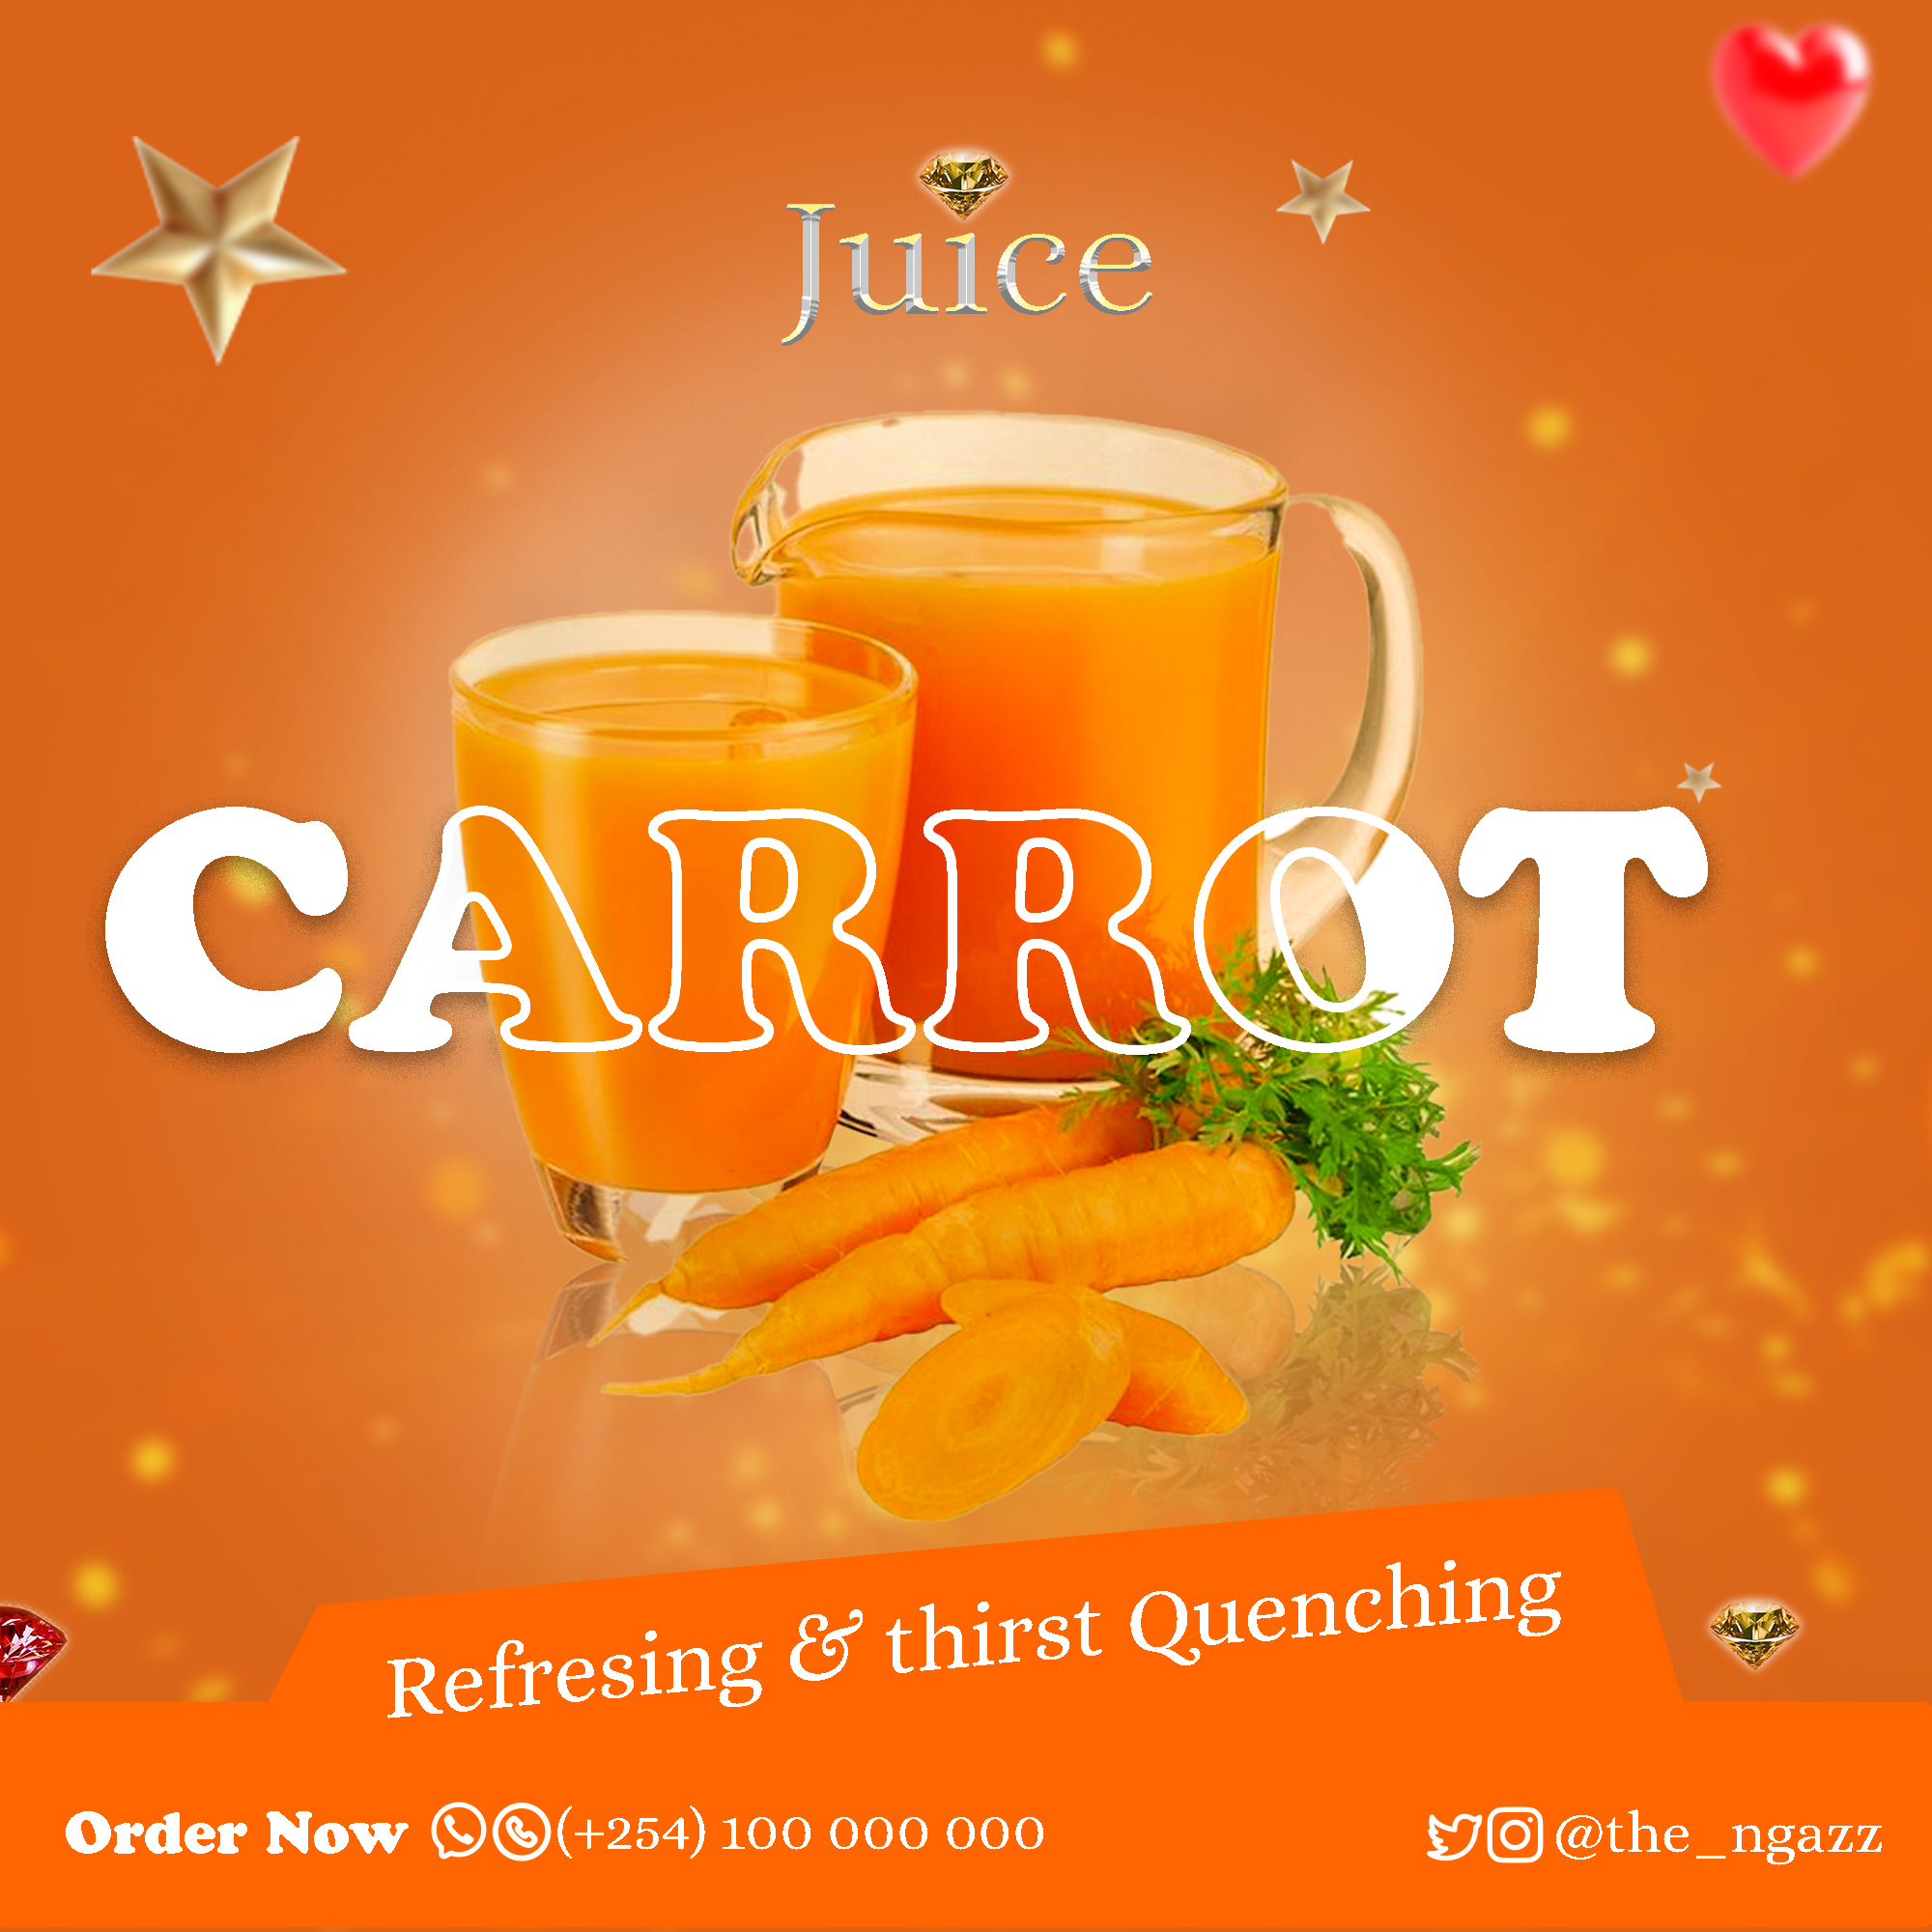 Juice
CARROT
Refresing & thirst Quenching
Order Now (+254) 100 000 000
@the_ngazz